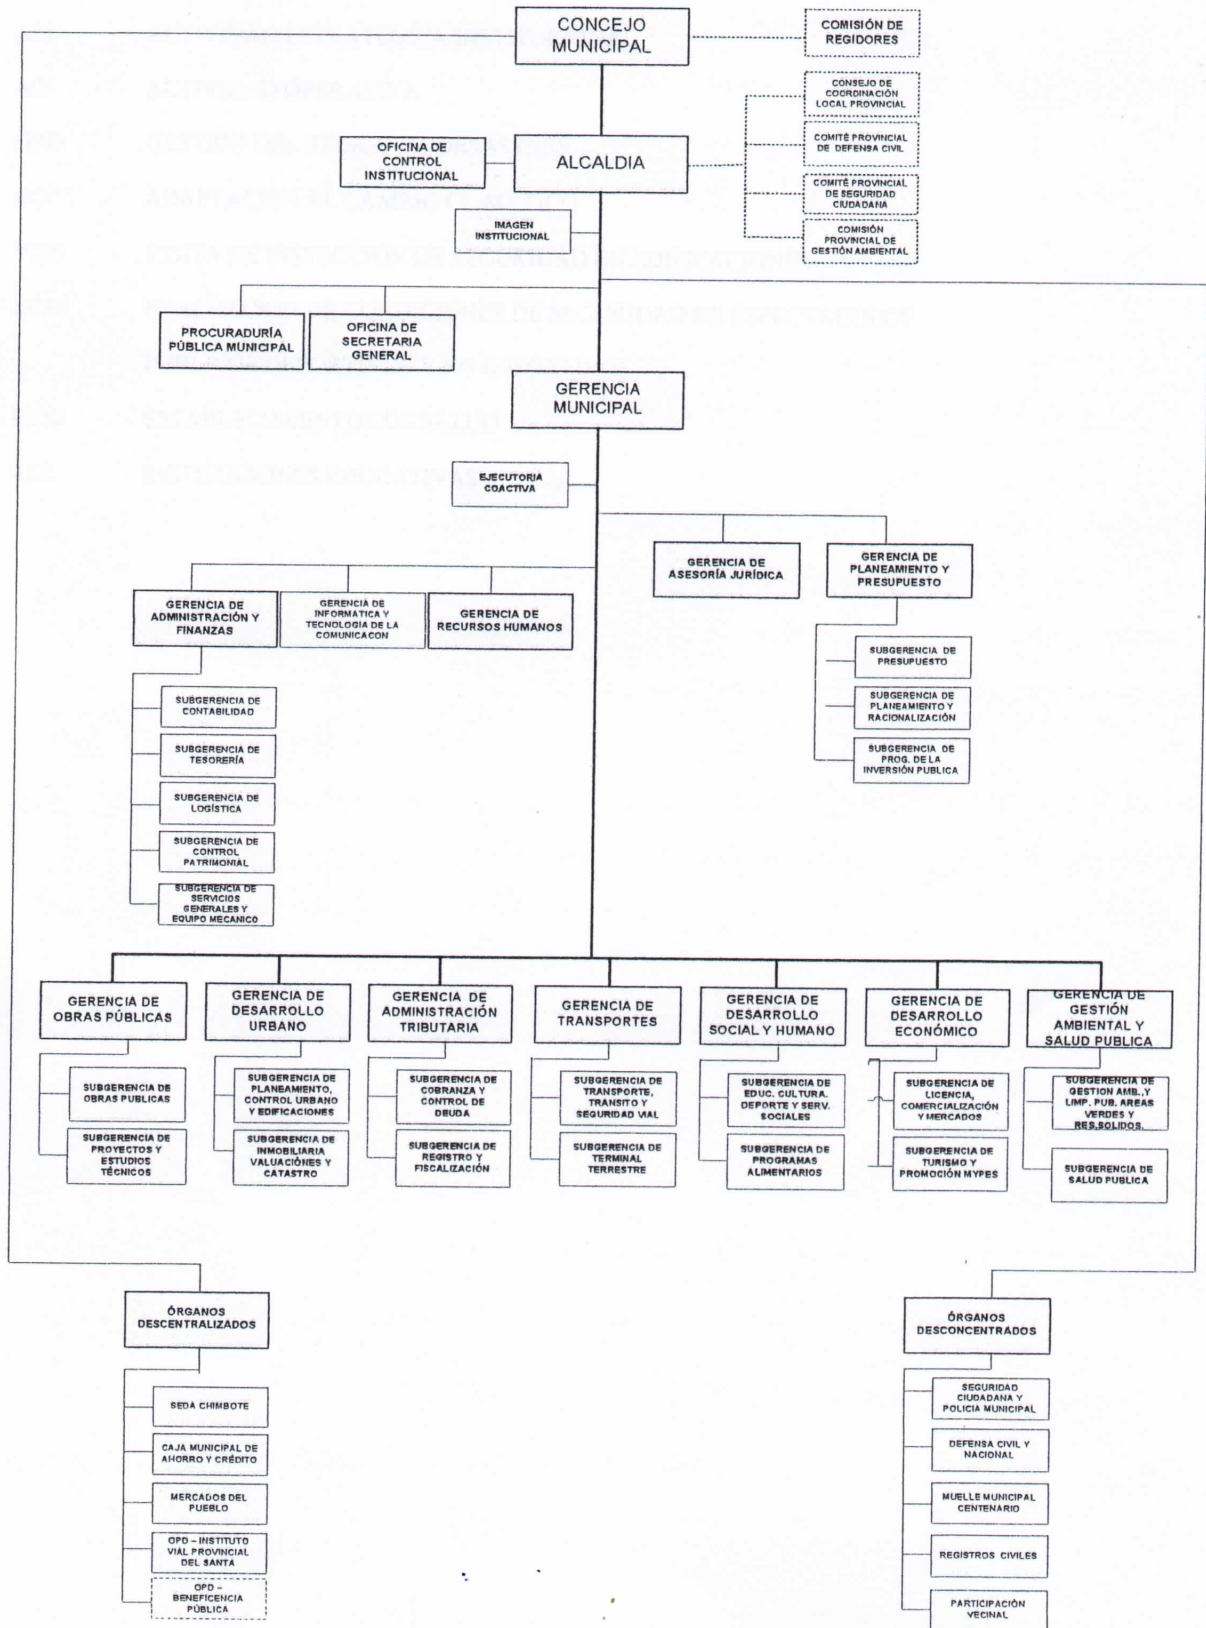 CONCEJO
MUNICIPAL
COMISIÓN DE
REGIDORES
CONSEJO DE
COORDINACIÓN
LOCAL PROVINCIAL
COMITÉ PROVINCIAL
DE DEFENSA CIVIL
COMITÉ PROVINCIAL
DE SEGURIDAD
CIUDADANA
COMISIÓN
PROVINCIAL DE
GESTIÓN AMBIENTAL
OFICINA DE
CONTROL
INSTITUCIONAL
ALCALDIA
IMAGEN
INSTITUCIONAL
PROCURADURÍA
PÚBLICA MUNICIPAL
OFICINA DE
SECRETARIA
GENERAL
GERENCIA
MUNICIPAL
EJECUTORIA
COACTIVA
GERENCIA DE
ASESORÍA JURÍDICA
GERENCIA DE
PLANEAMIENTO Y
PRESUPUESTO
GERENCIA DE
ADMINISTRACIÓN Y
FINANZAS
GERENCIA DE
INFORMATICA Y
TECNOLOGIA DE LA
COMUNICACON
GERENCIA DE
RECURSOS HUMANOS
SUBGERENCIA DE
PRESUPUESTO
SUBGERENCIA DE
PLANEAMIENTO Y
RACIONALIZACIÓN
SUBGERENCIA DE
PROG. DE LA
INVERSIÓN PUBLICA
SUBGERENCIA DE
CONTABILIDAD
SUBGERENCIA DE
TESORERÍA
SUBGERENCIA DE
LOGÍSTICA
SUBGERENCIA DE
CONTROL
PATRIMONIAL
SUBGERENCIA DE
SERVICIOS
GENERALES Y
EQUIPO MECANICO
GERENCIA DE
OBRAS PÚBLICAS
GERENCIA DE
DESARROLLO
URBANO
GERENCIA DE
ADMINISTRACIÓN
TRIBUTARIA
GERENCIA DE
TRANSPORTES
GERENCIA DE
DESARROLLO
SOCIAL Y HUMANO
GERENCIA DE
DESARROLLO
ECONÓMICO
GERENCIA DE
GESTIÓN
AMBIENTAL Y
SALUD PUBLICA
SUBGERENCIA DE
OBRAS PUBLICAS
SUBGERENCIA DE
PLANEAMIENTO,
CONTROL URBANO
Y EDIFICACIONES
SUBGERENCIA DE
COBRANZA Y
CONTROL DE
DEUDA
SUBGERENCIA DE
TRANSPORTE,
TRANSITO Y
SEGURIDAD VIAL
SUBGERENCIA DE
EDUC. CULTURA.
DEPORTE Y SERV.
SOCIALES
SUBGERENCIA DE
LICENCIA,
COMERCIALIZACIÓN
Y MERCADOS
SUBGERENCIA DE
GESTION AMB., Y
LIMP. PUB. AREAS
VERDES Y
RES.SOLIDOS.
SUBGERENCIA DE
PROYECTOS Y
ESTUDIOS
TÉCNICOS
SUBGERENCIA DE
INMOBILIARIA
VALUACIÓNES Y
CATASTRO
SUBGERENCIA DE
REGISTRO Y
FISCALIZACIÓN
SUBGERENCIA DE
TERMINAL
TERRESTRE
SUBGERENCIA DE
PROGRAMAS
ALIMENTARIOS
SUBGERENCIA DE
TURISMO Y
PROMOCIÓN MYPES
SUBGERENCIA DE
SALUD PUBLICA
ÓRGANOS
DESCENTRALIZADOS
SEDA CHIMBOTE
CAJA MUNICIPAL DE
AHORRO Y CRÉDITO
MERCADOS DEL
PUEBLO
OPD – INSTITUTO
VIAL PROVINCIAL
DEL SANTA
OPD –
BENEFICENCIA
PÚBLICA
ÓRGANOS
DESCONCENTRADOS
SEGURIDAD
CIUDADANA Y
POLICIA MUNICIPAL
DEFENSA CIVIL Y
NACIONAL
MUELLE MUNICIPAL
CENTENARIO
REGISTROS CIVILES
PARTICIPACIÓN
VECINAL